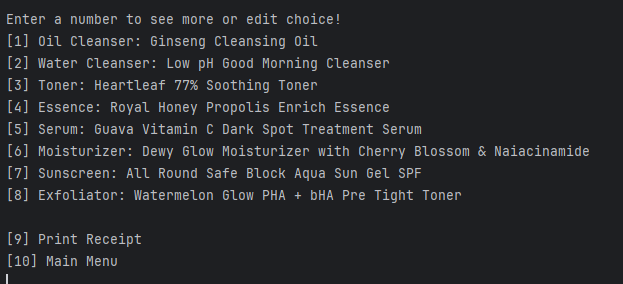 Enter a number to see more or edit choice!
[1] Oil Cleanser: Ginseng Cleansing Oil
[2] Water Cleanser: Low pH Good Morning Cleanser
[3] Toner: Heartleaf 77% Soothing Toner
[4] Essence: Royal Honey Propolis Enrich Essence
[5] Serum: Guava Vitamin C Dark Spot Treatment Serum
[6] Moisturizer: Dewy Glow Moisturizer with Cherry Blossom & Naiacinamide
[7] Sunscreen: All Round Safe Block Aqua Sun Gel SPF
[8] Exfoliator: Watermelon Glow PHA + bHA Pre Tight Toner
[9] Print Receipt
[10] Main Menu